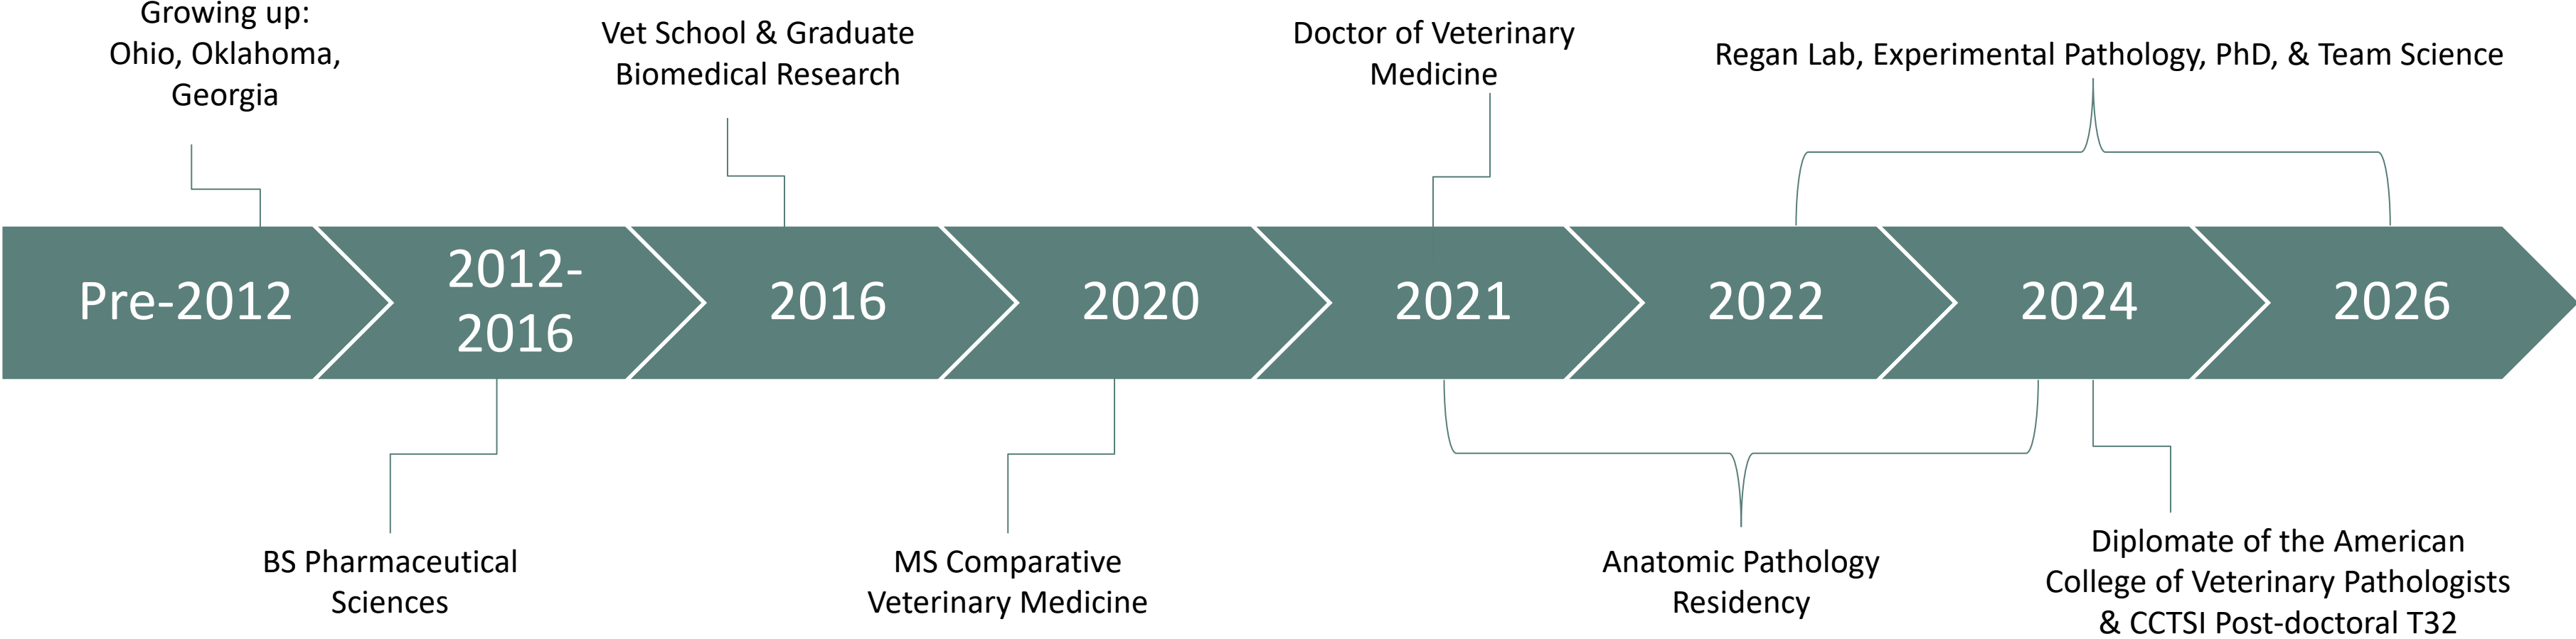 Growing up:
Ohio, Oklahoma,
Georgia
Vet School & Graduate
Biomedical Research
Doctor of Veterinary
Medicine
Regan Lab, Experimental Pathology, PhD, & Team Science
Pre-2012
2012-
2016
2016
2020
2021
2022
2024
2026
BS Pharmaceutical
Sciences
MS Comparative
Veterinary Medicine
Anatomic Pathology
Residency
Diplomate of the American
College of Veterinary Pathologists
& CCTSI Post-doctoral T32